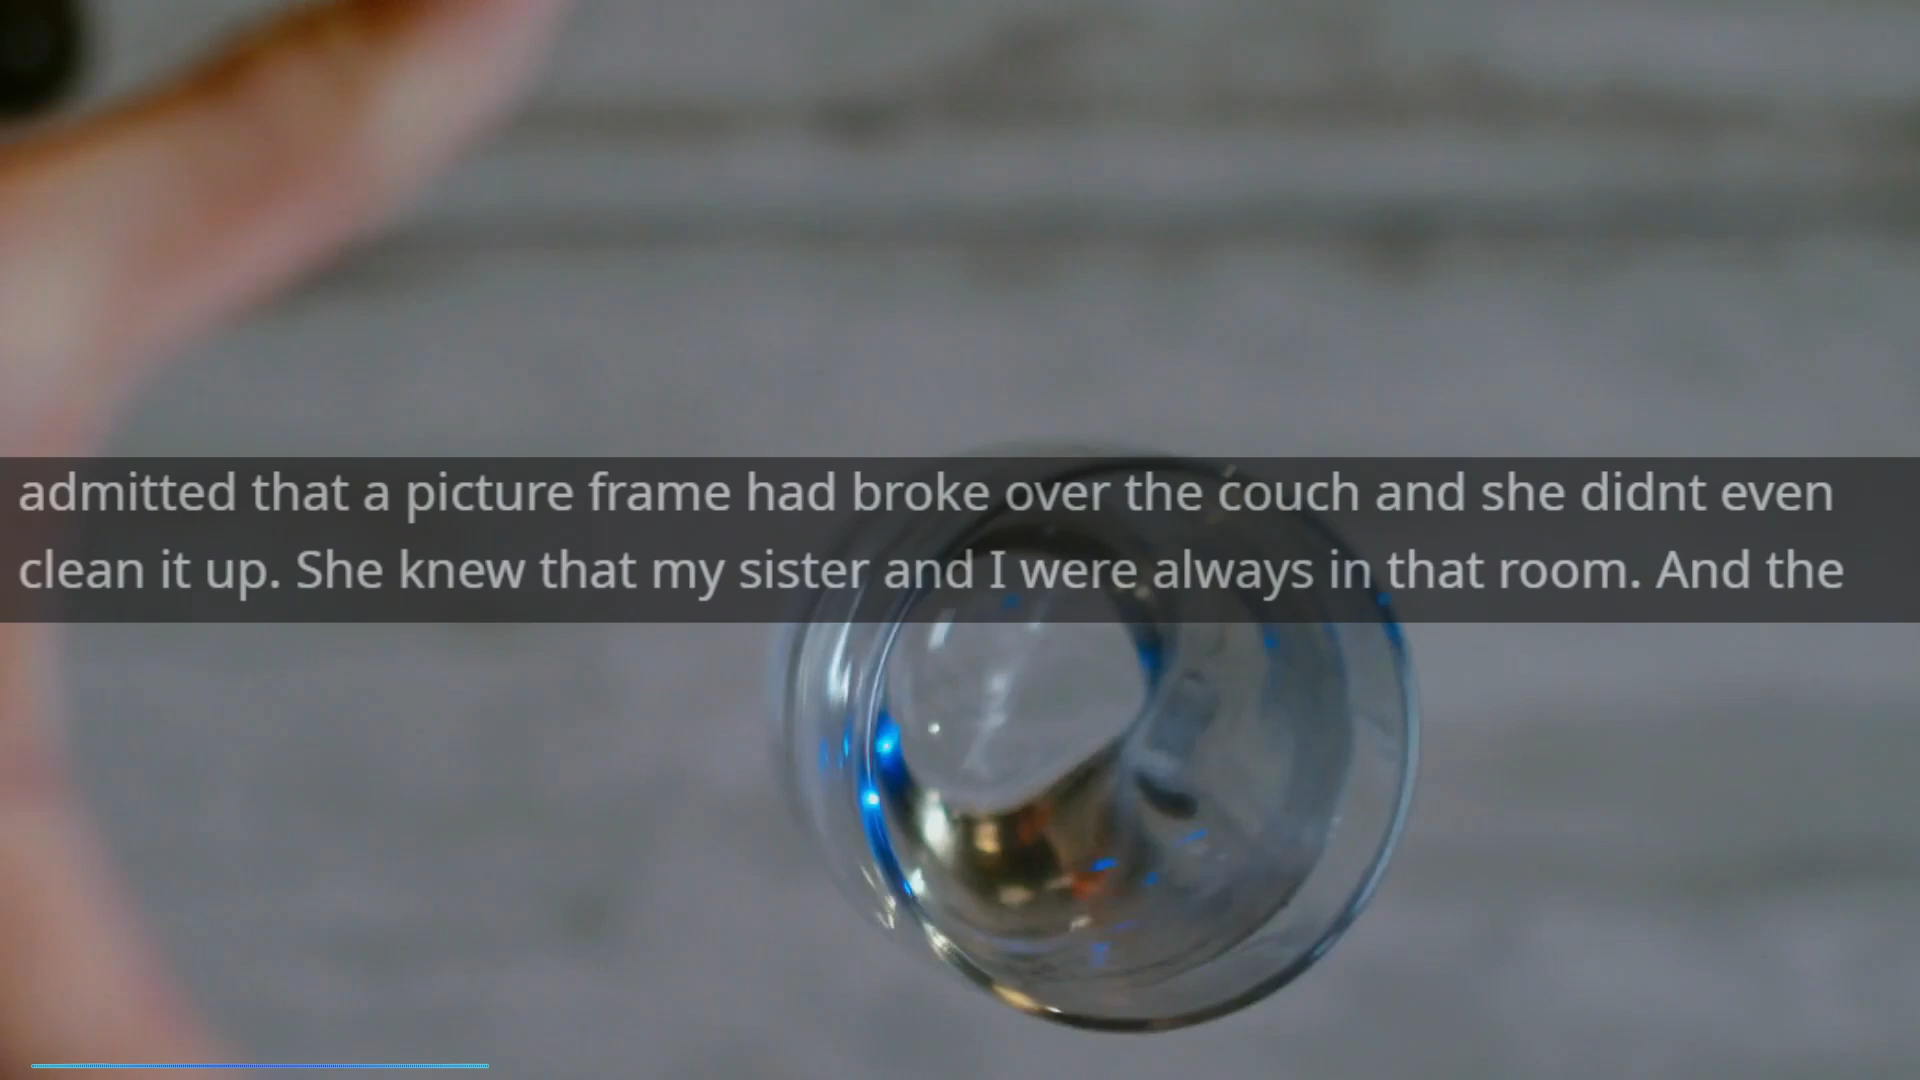 admitted that a picture frame had broke over the couch and she didnt even
clean it up. She knew that my sister and I were always in that room. And the